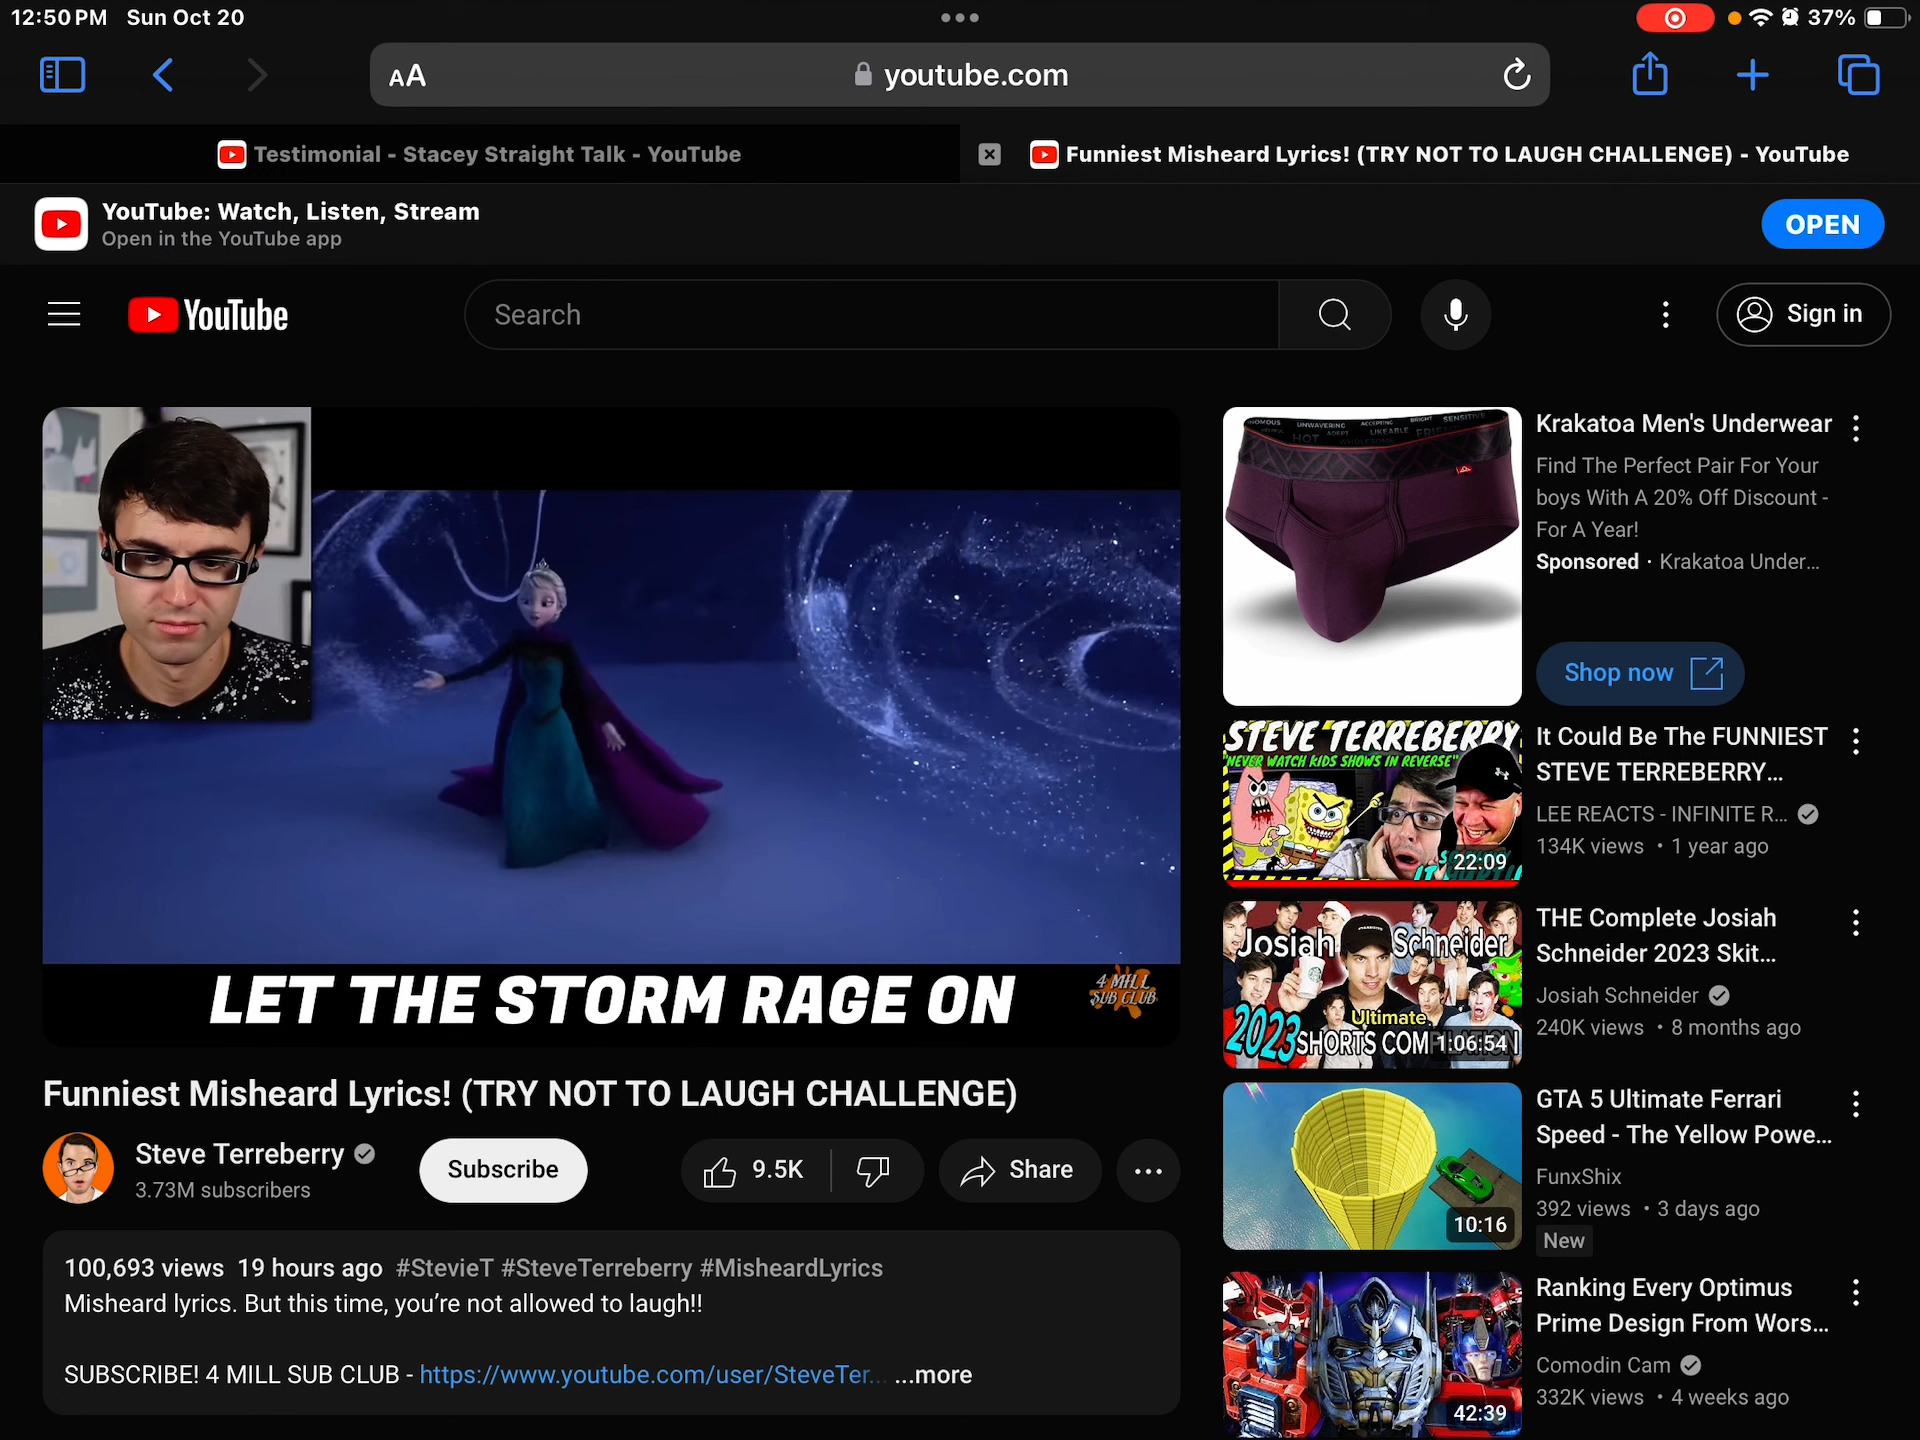 12:50 PM Sun Oct 20
37%
AA
youtube.com
Testimonial - Stacey Straight Talk - YouTube
Funniest Misheard Lyrics! (TRY NOT TO LAUGH CHALLENGE) - YouTube
YouTube: Watch, Listen, Stream
Open in the YouTube app
OPEN
YouTube
Search
Sign in
LET THE STORM RAGE ON
4 MILL
SUB CLUB
Funniest Misheard Lyrics! (TRY NOT TO LAUGH CHALLENGE)
Steve Terreberry
3.73M subscribers
Subscribe
9.5K
Share
100,693 views 19 hours ago #StevieT #SteveTerreberry #MisheardLyrics
Misheard lyrics. But this time, you’re not allowed to laugh!!
SUBSCRIBE! 4 MILL SUB CLUB - https://www.youtube.com/user/SteveTer... ...more
UNWAVERING ACCEPTING BRIGHT SENSITIVE
HOT ADEPT LIKEABLE
WHOLESOME
Krakatoa Men's Underwear
Find The Perfect Pair For Your
boys With A 20% Off Discount -
For A Year!
Sponsored · Krakatoa Under...
Shop now
STEVE TERREBERRY
"NEVER WATCH KIDS SHOWS IN REVERSE"
22:09
It Could Be The FUNNIEST
STEVE TERREBERRY...
LEE REACTS - INFINITE R...
134K views • 1 year ago
Josiah Schneider
2023 Ultimate
SHORTS COMPILATION
1:06:54
THE Complete Josiah
Schneider 2023 Skit...
Josiah Schneider
240K views • 8 months ago
10:16
GTA 5 Ultimate Ferrari
Speed - The Yellow Powe...
FunxShix
392 views • 3 days ago
New
42:39
Ranking Every Optimus
Prime Design From Wors...
Comodin Cam
332K views • 4 weeks ago